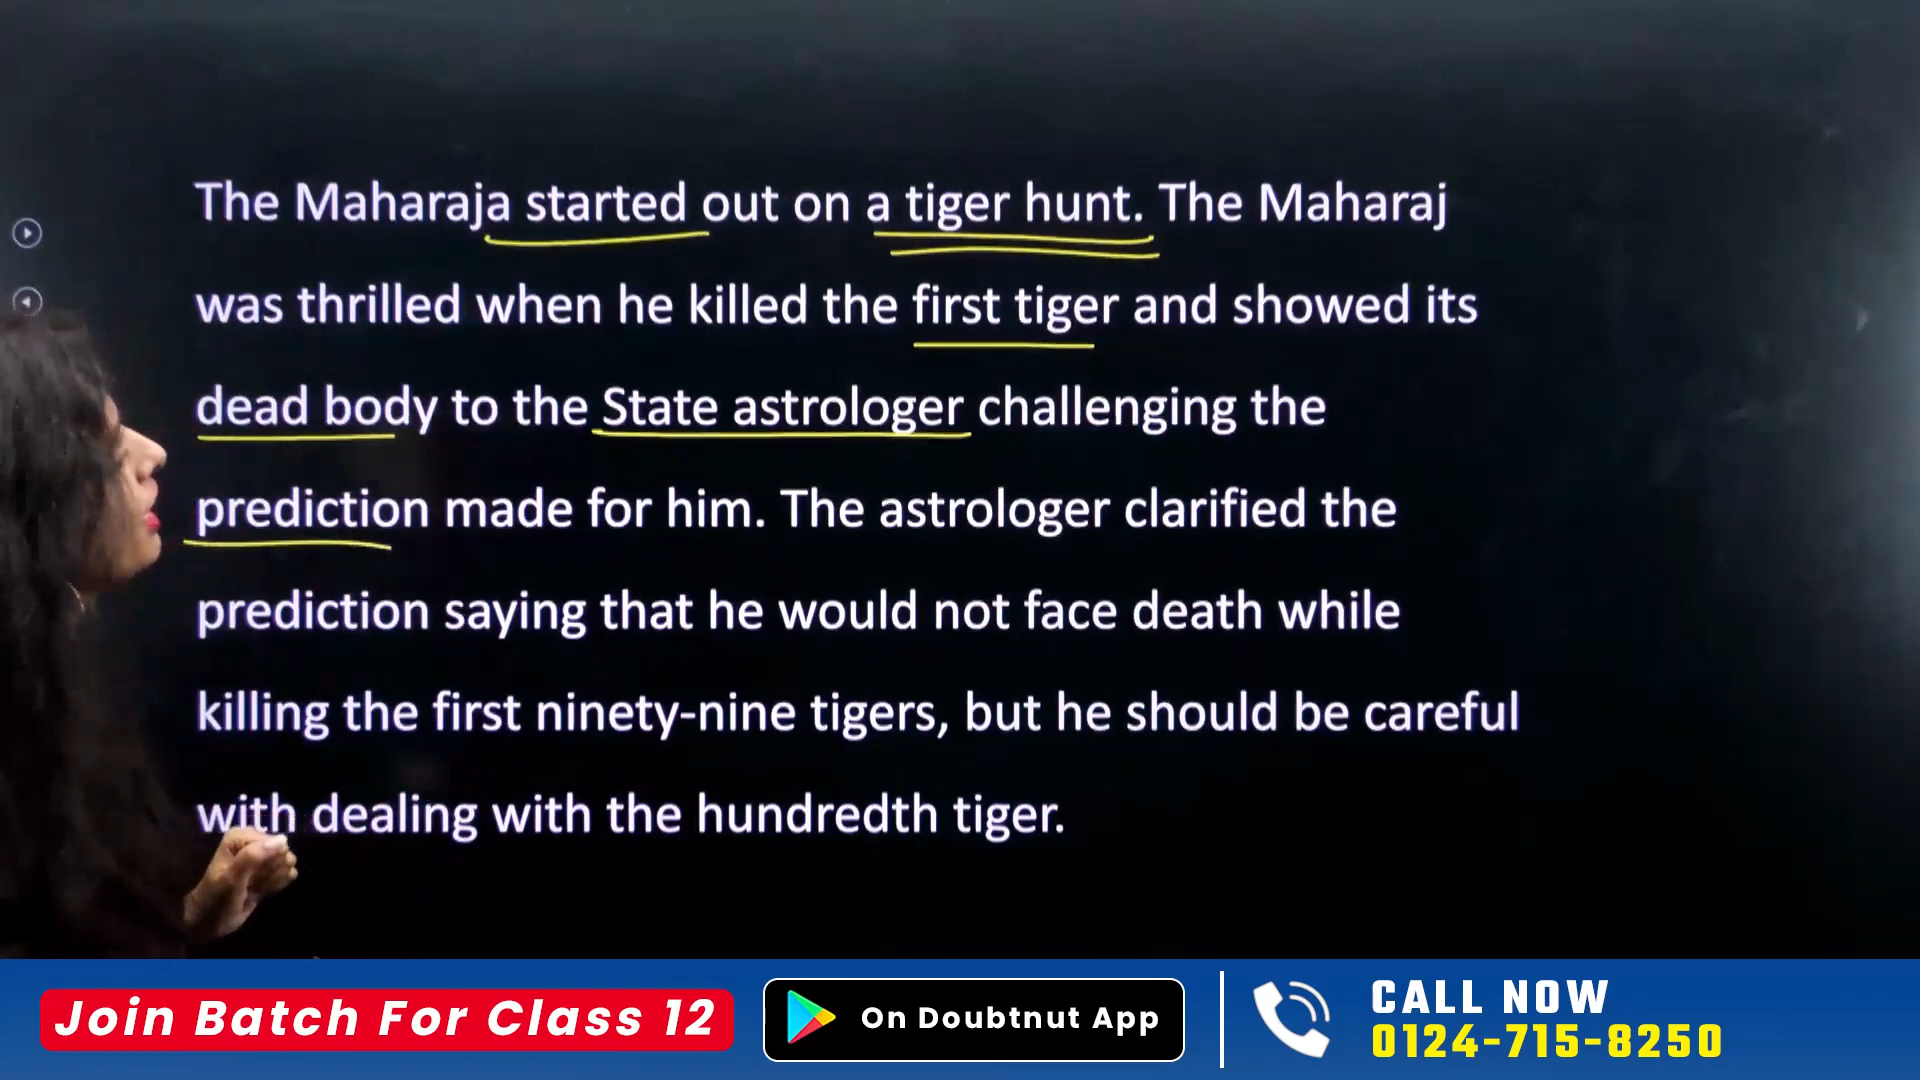 The Maharaja started out on a tiger hunt. The Maharaj
was thrilled when he killed the first tiger and showed its
dead body to the State astrologer challenging the
prediction made for him. The astrologer clarified the
prediction saying that he would not face death while
killing the first ninety-nine tigers, but he should be careful
with dealing with the hundredth tiger.
Join Batch For Class 12
On Doubtnut App
CALL NOW
0124-715-8250